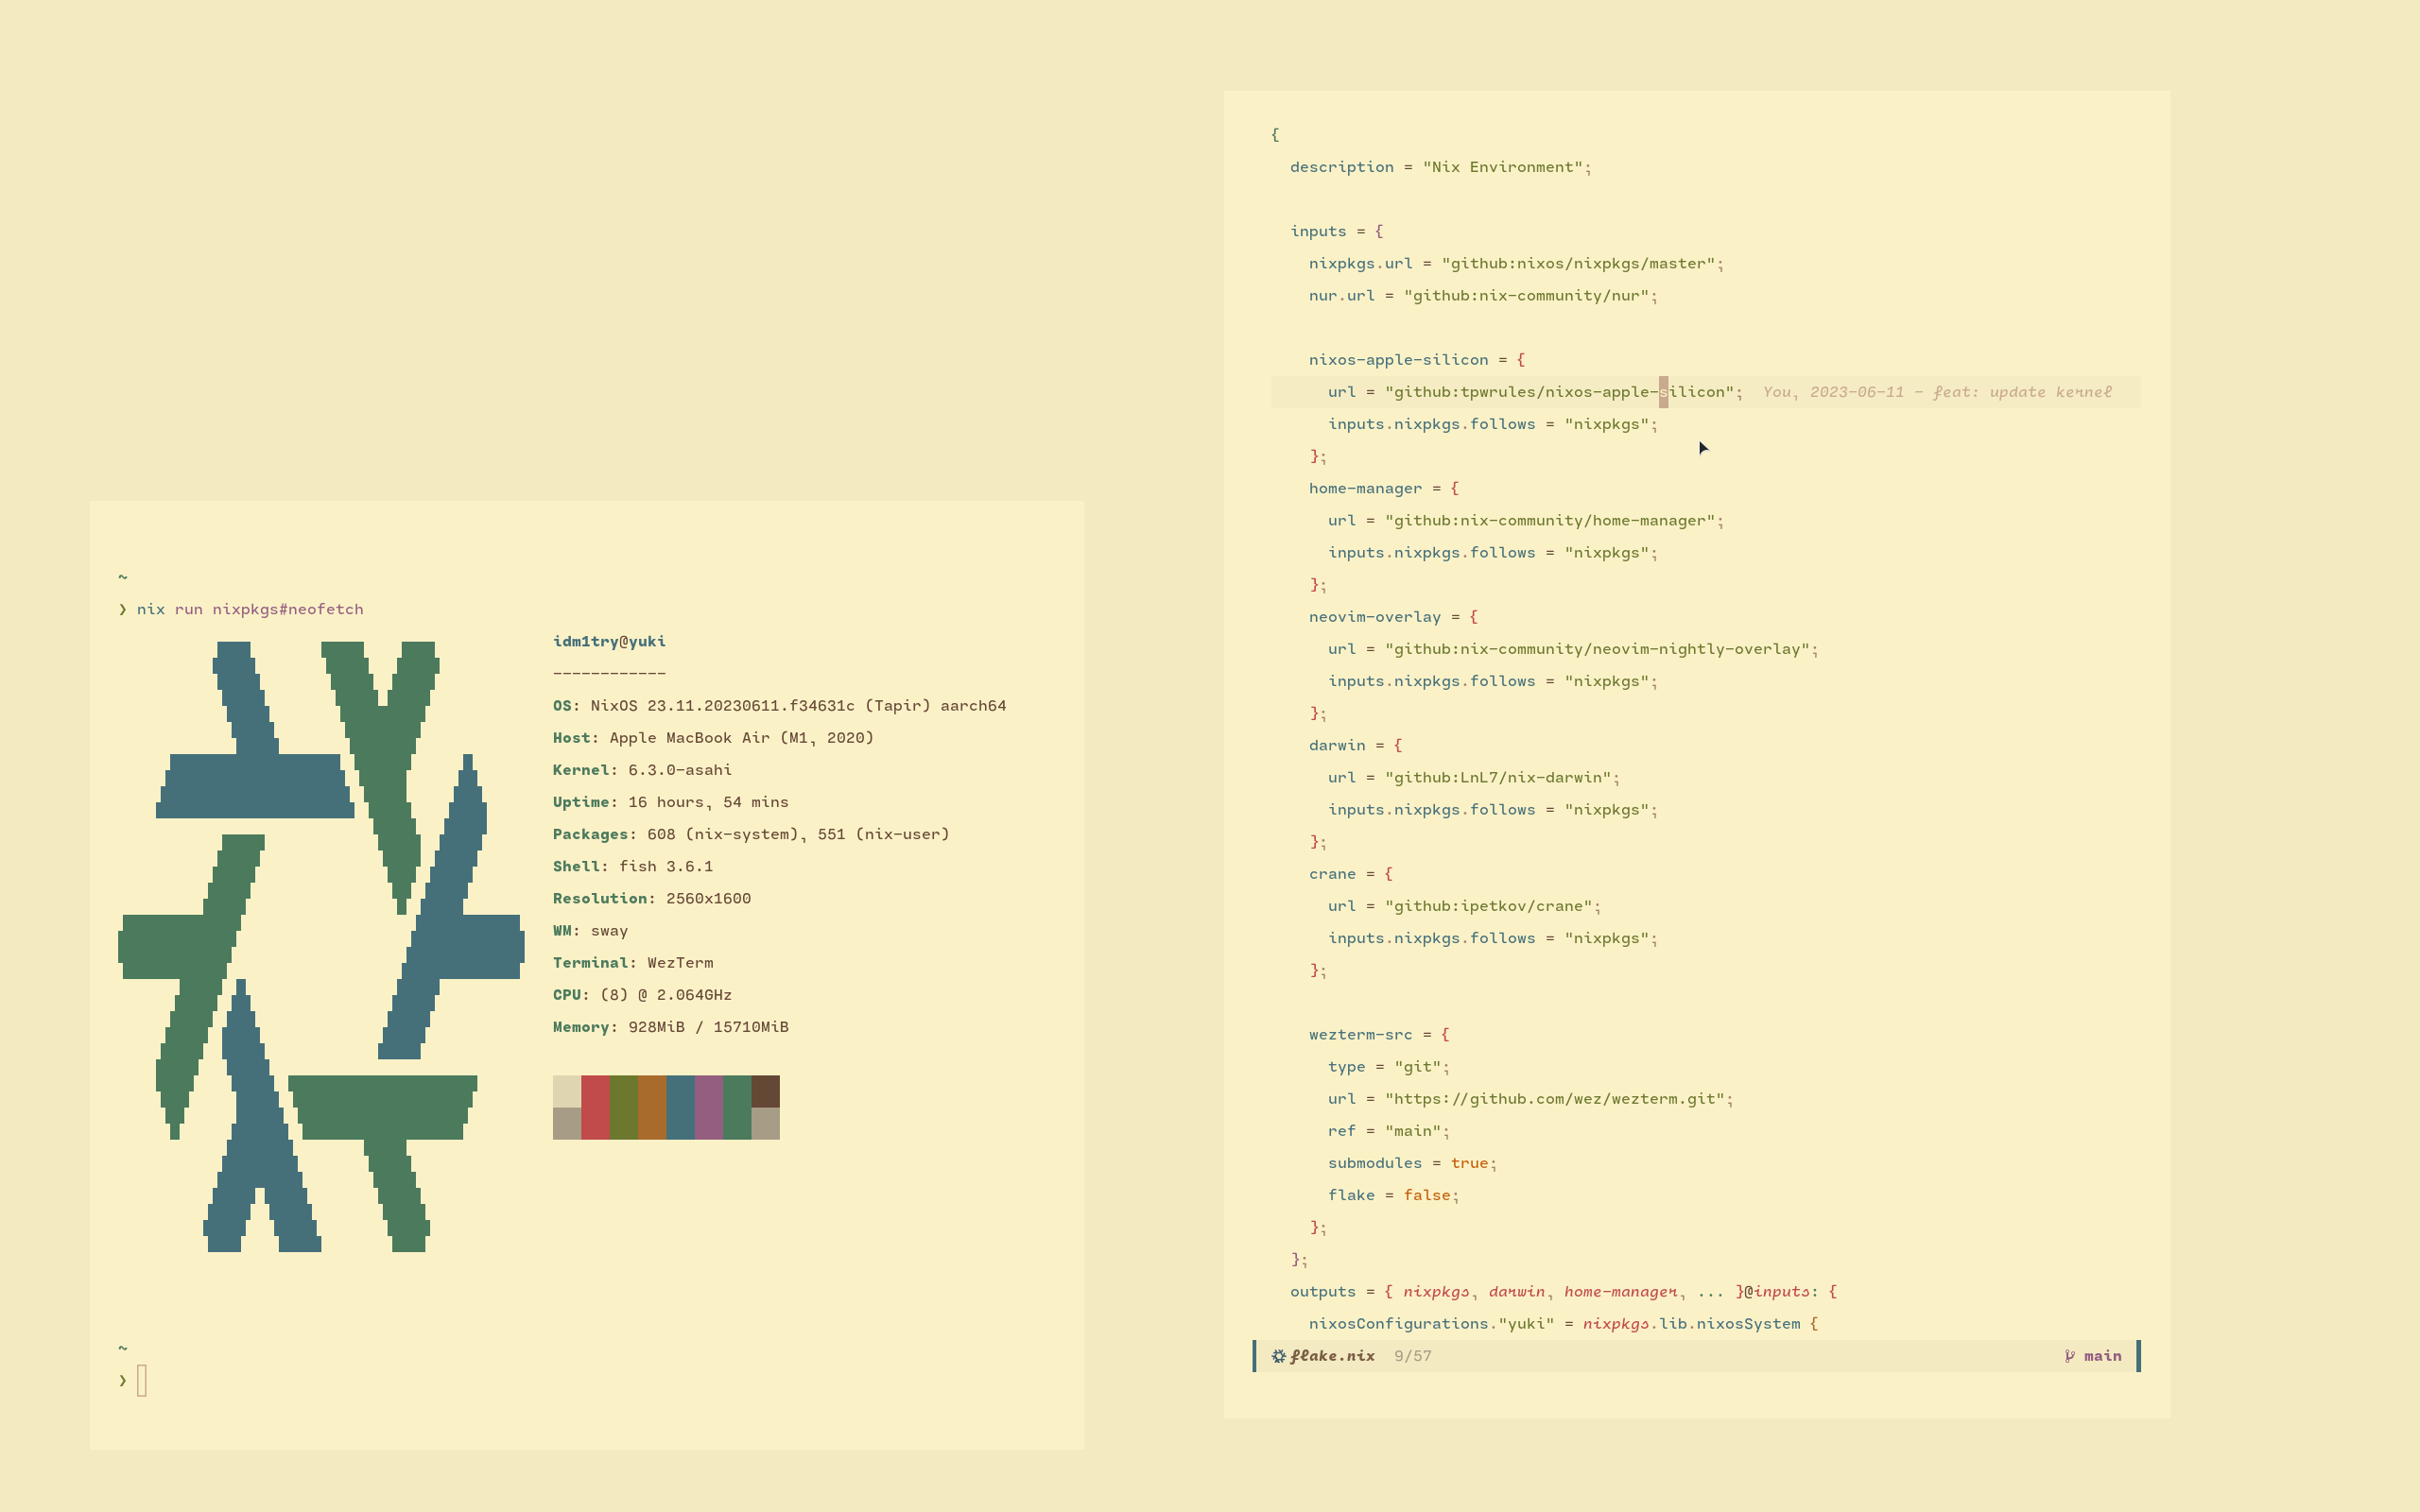 ~
❯ nix run nixpkgs#neofetch
idm1try@yuki
------------
OS: NixOS 23.11.20230611.f34631c (Tapir) aarch64
Host: Apple MacBook Air (M1, 2020)
Kernel: 6.3.0-asahi
Uptime: 16 hours, 54 mins
Packages: 608 (nix-system), 551 (nix-user)
Shell: fish 3.6.1
Resolution: 2560x1600
WM: sway
Terminal: WezTerm
CPU: (8) @ 2.064GHz
Memory: 928MiB / 15710MiB
~
❯
{
  description = "Nix Environment";
  inputs = {
    nixpkgs.url = "github:nixos/nixpkgs/master";
    nur.url = "github:nix-community/nur";
    nixos-apple-silicon = {
      url = "github:tpwrules/nixos-apple-silicon";  You, 2023-06-11 - feat: update kernel
      inputs.nixpkgs.follows = "nixpkgs";
    };
    home-manager = {
      url = "github:nix-community/home-manager";
      inputs.nixpkgs.follows = "nixpkgs";
    };
    neovim-overlay = {
      url = "github:nix-community/neovim-nightly-overlay";
      inputs.nixpkgs.follows = "nixpkgs";
    };
    darwin = {
      url = "github:LnL7/nix-darwin";
      inputs.nixpkgs.follows = "nixpkgs";
    };
    crane = {
      url = "github:ipetkov/crane";
      inputs.nixpkgs.follows = "nixpkgs";
    };
    wezterm-src = {
      type = "git";
      url = "https://github.com/wez/wezterm.git";
      ref = "main";
      submodules = true;
      flake = false;
    };
  };
  outputs = { nixpkgs, darwin, home-manager, ... }@inputs: {
    nixosConfigurations."yuki" = nixpkgs.lib.nixosSystem {
flake.nix  9/57  main